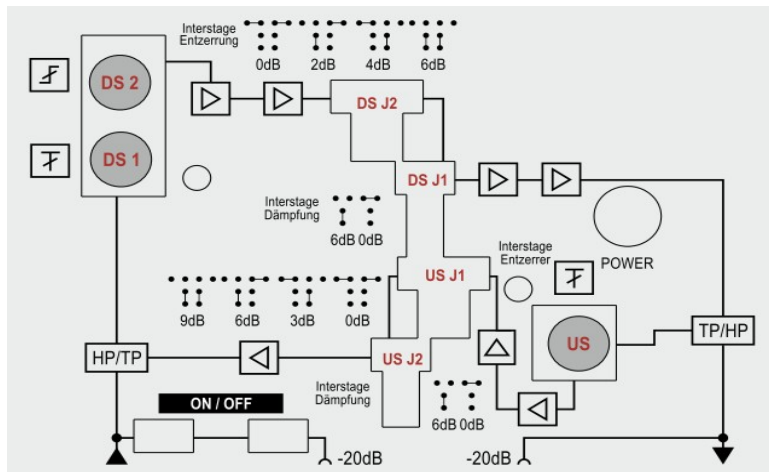 Interstage
Entzerrung
0dB
2dB
4dB
6dB
DS 2
DS J2
DS 1
DS J1
Interstage
Dämpfung
6dB 0dB
Interstage
Entzerrer
POWER
US J1
9dB
6dB
3dB
0dB
HP/TP
US J2
US
TP/HP
Interstage
Dämpfung
6dB 0dB
ON / OFF
-20dB
-20dB